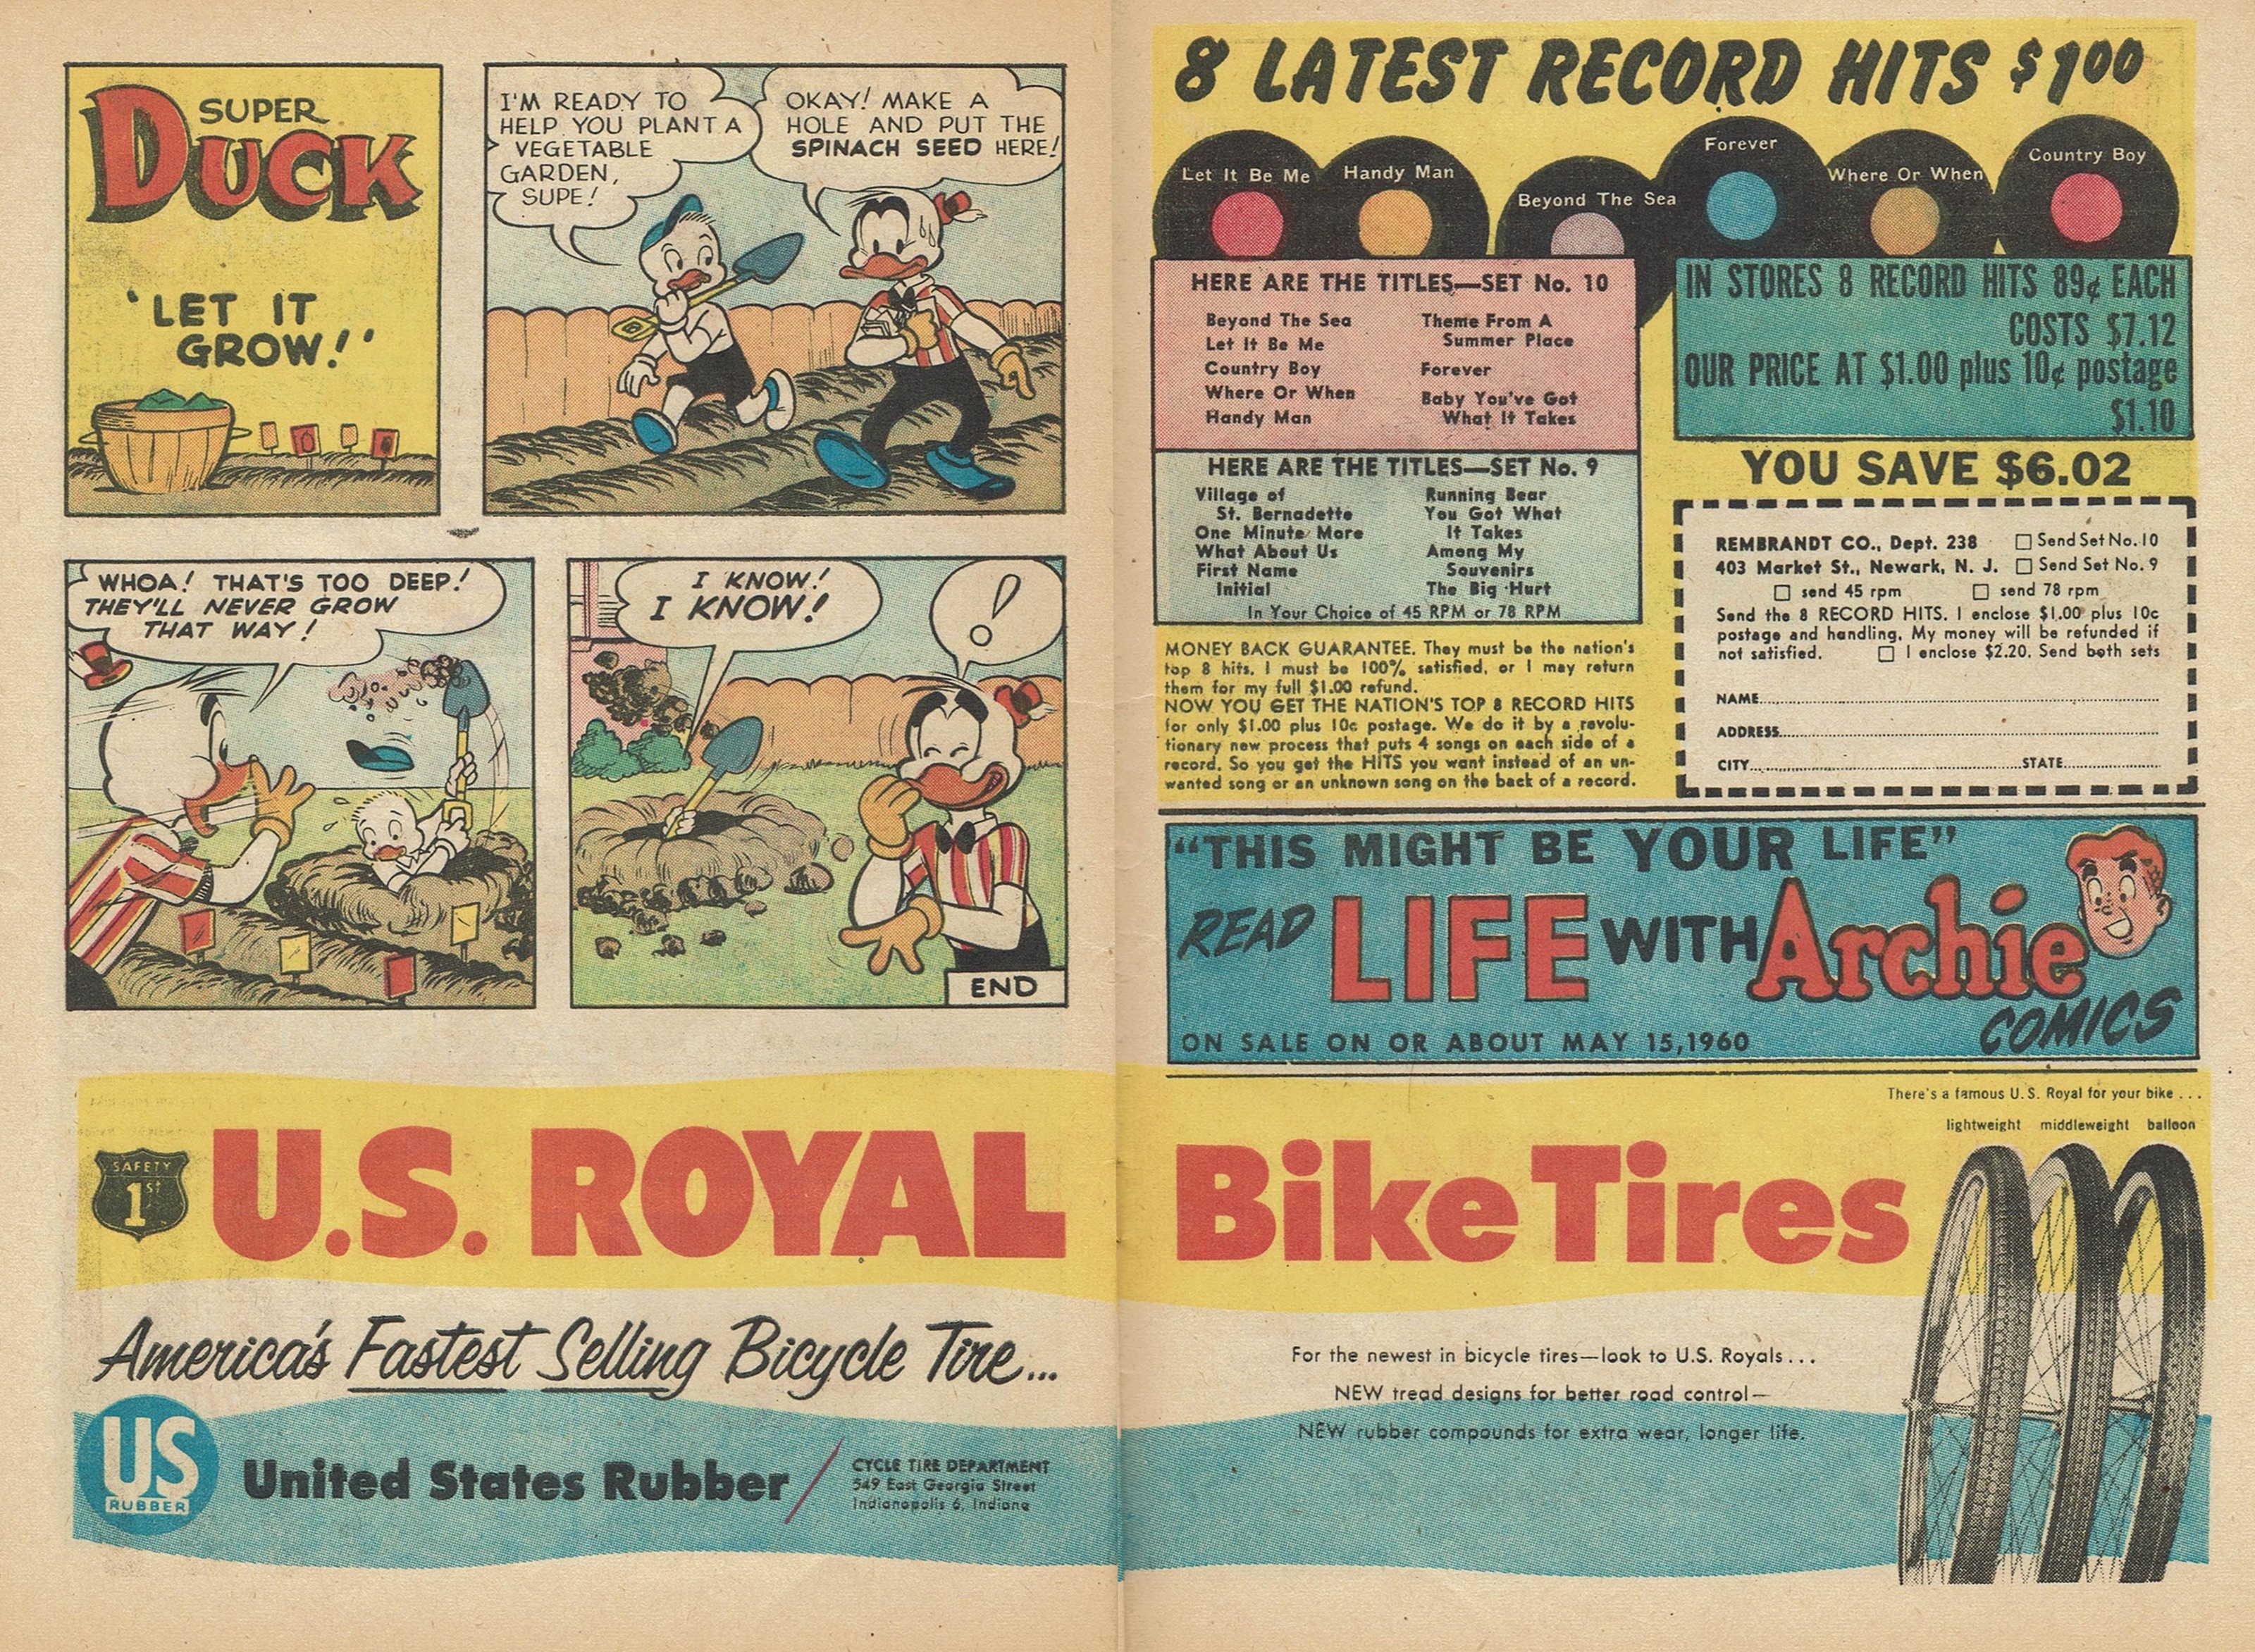 SUPER
DUCK
'LET IT
GROW!'
I'M READY TO
HELP YOU PLANT A
VEGETABLE
GARDEN,
SUPE!
OKAY! MAKE A
HOLE AND PUT THE
SPINACH SEED HERE!
WHOA! THAT'S TOO DEEP!
THEY'LL NEVER GROW
THAT WAY!
I KNOW!
I KNOW!
!
END
8 LATEST RECORD HITS $1.00
Let It Be Me
Handy Man
Beyond The Sea
Forever
Where Or When
Country Boy
HERE ARE THE TITLES—SET No. 10
Beyond The Sea
Let It Be Me
Country Boy
Where Or When
Handy Man
Theme From A
Summer Place
Forever
Baby You've Got
What It Takes
HERE ARE THE TITLES—SET No. 9
Village of
St. Bernadette
One Minute More
What About Us
First Name
Initial
Running Bear
You Got What
It Takes
Among My
Souvenirs
The Big Hurt
In Your Choice of 45 RPM or 78 RPM
MONEY BACK GUARANTEE. They must be the nation's
top 8 hits. I must be 100% satisfied, or I may return
them for my full $1.00 refund.
NOW YOU GET THE NATION'S TOP 8 RECORD HITS
for only $1.00 plus 10c postage. We do it by a revolu-
tionary new process that puts 4 songs on each side of a
record. So you get the HITS you want instead of an un-
wanted song or an unknown song on the back of a record.
IN STORES 8 RECORD HITS 89¢ EACH
COSTS $7.12
OUR PRICE AT $1.00 plus 10¢ postage
$1.10
YOU SAVE $6.02
REMBRANDT CO., Dept. 238 Send Set No. 10
403 Market St., Newark, N. J. Send Set No. 9
send 45 rpm send 78 rpm
Send the 8 RECORD HITS. I enclose $1.00 plus 10c
postage and handling. My money will be refunded if
not satisfied. I enclose $2.20. Send both sets
NAME
ADDRESS
CITY STATE
"THIS MIGHT BE YOUR LIFE"
READ LIFE WITH Archie
COMICS
ON SALE ON OR ABOUT MAY 15, 1960
There's a famous U.S. Royal for your bike ...
lightweight middleweight balloon
SAFETY
1st
U.S. ROYAL Bike Tires
America's Fastest Selling Bicycle Tire...
US
RUBBER
United States Rubber
CYCLE TIRE DEPARTMENT
549 East Georgia Street
Indianapolis 6, Indiana
For the newest in bicycle tires—look to U.S. Royals...
NEW tread designs for better road control—
NEW rubber compounds for extra wear, longer life.